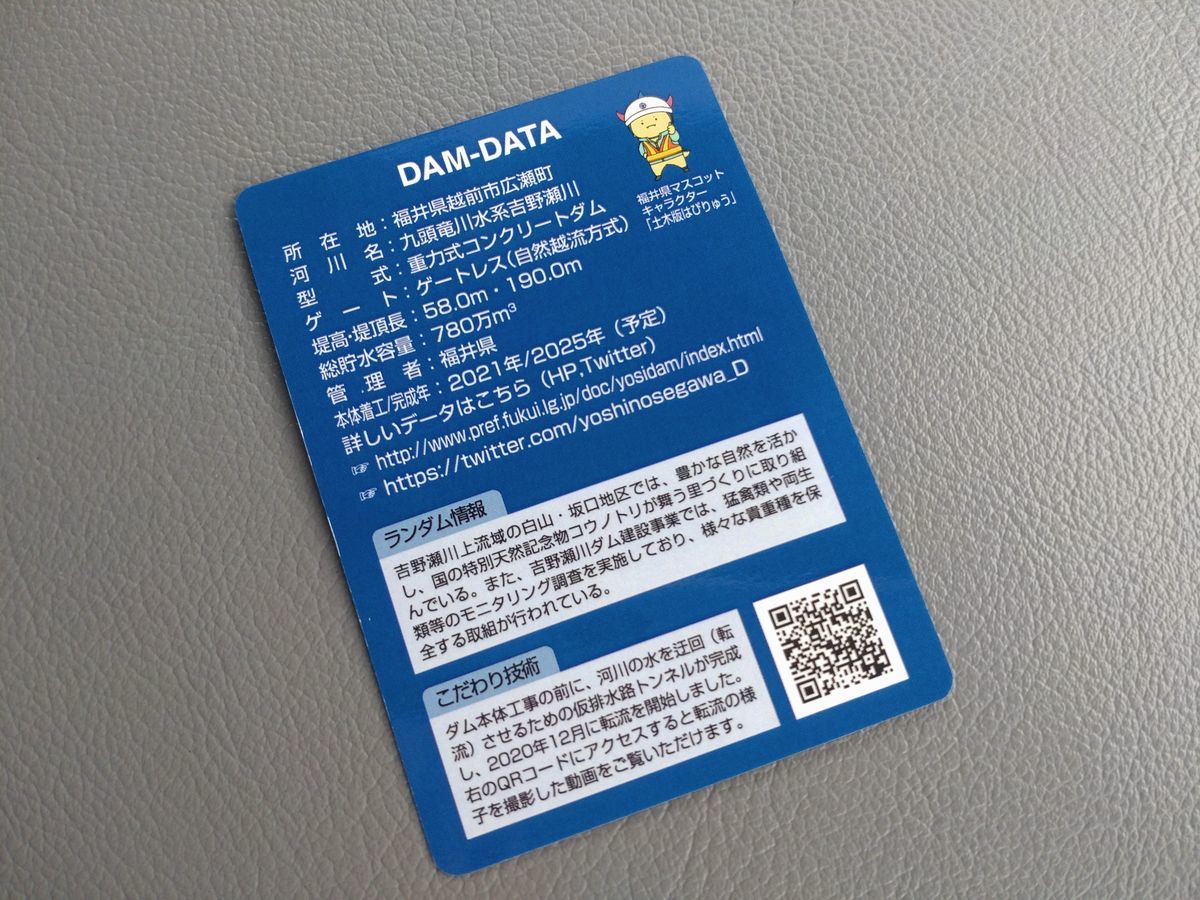 DAM-DATA
所在地：福井県越前市広瀬町
河川名：九頭竜川水系吉野瀬川
型式：重力式コンクリートダム
ゲート：ゲートレス（自然越流方式）
堤高・堤頂長：58.0m・190.0m
総貯水容量：780万m³
管理者：福井県
本体着工/完成年：2021年/2025年（予定）
詳しいデータはこちら（HP,Twitter）
☞ http://www.pref.fukui.lg.jp/doc/yosidam/index.html
☞ https://twitter.com/yoshinosegawa_D
福井県マスコット
キャラクター
「土木版はぴりゅう」
ランダム情報
吉野瀬川上流域の白山・坂口地区では、豊かな自然を活か
し、国の特別天然記念物コウノトリが舞う里づくりに取り組
んでいる。また、吉野瀬川ダム建設事業では、猛禽類や両生
類等のモニタリング調査を実施しており、様々な貴重種を保
全する取組が行われている。
こだわり技術
ダム本体工事の前に、河川の水を迂回（転
流）させるための仮排水路トンネルが完成
し、2020年12月に転流を開始しました。
右のQRコードにアクセスすると転流の様
子を撮影した動画をご覧いただけます。